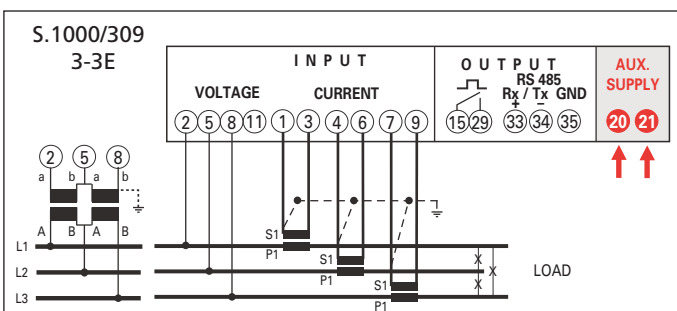 S.1000/309
3-3E
INPUT
VOLTAGE CURRENT
2 5 8 11 1 3 4 6 7 9
OUTPUT
RS 485
Rx / Tx GND
+ –
15 29 33 34 35
AUX.
SUPPLY
20 21
2 5 8
a b a b
A B A B
L1
L2
L3
S1
P1
S1
P1
S1
P1
X
X
X
LOAD